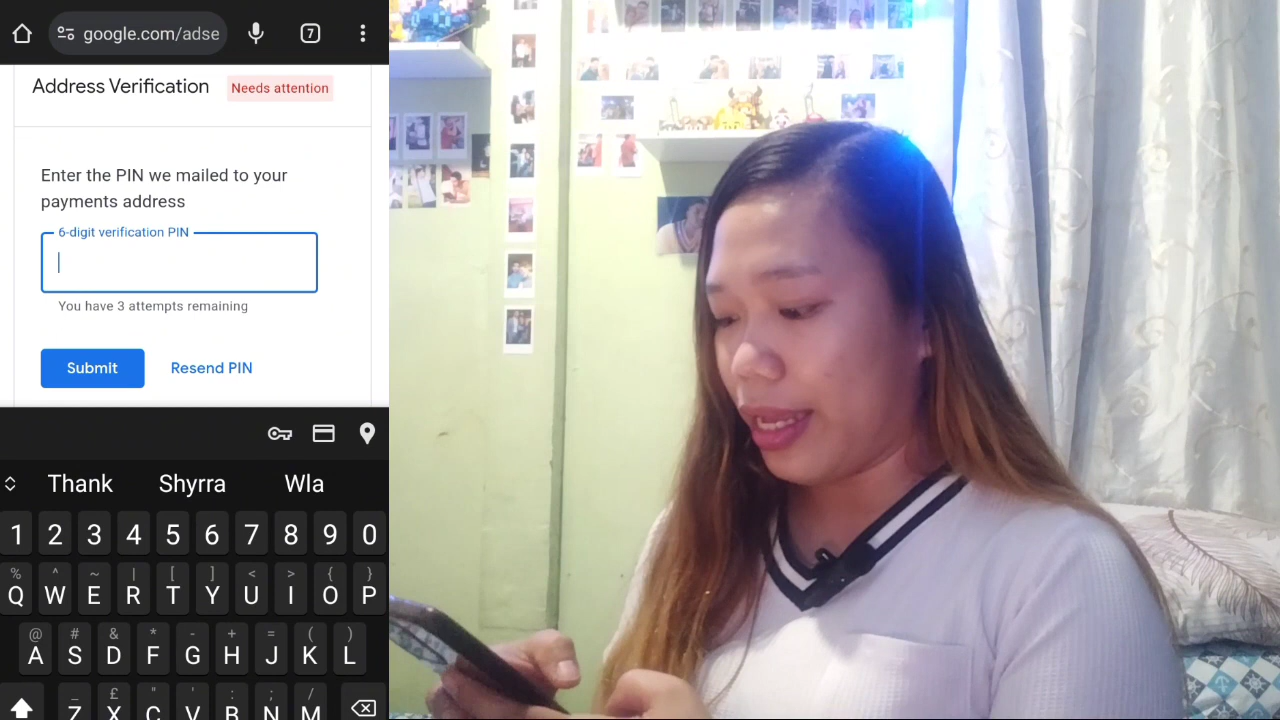 google.com/adse
7
Address Verification Needs attention
Enter the PIN we mailed to your
payments address
6-digit verification PIN
You have 3 attempts remaining
Submit Resend PIN
Thank Shyrra Wla
1 2 3 4 5 6 7 8 9 0
% ^ ~ | [ ] < > { }
Q W E R T Y U I O P
@ # & * - + = ( )
A S D F G H J K L
_ £ " ' : ; /
Z X C V B N M